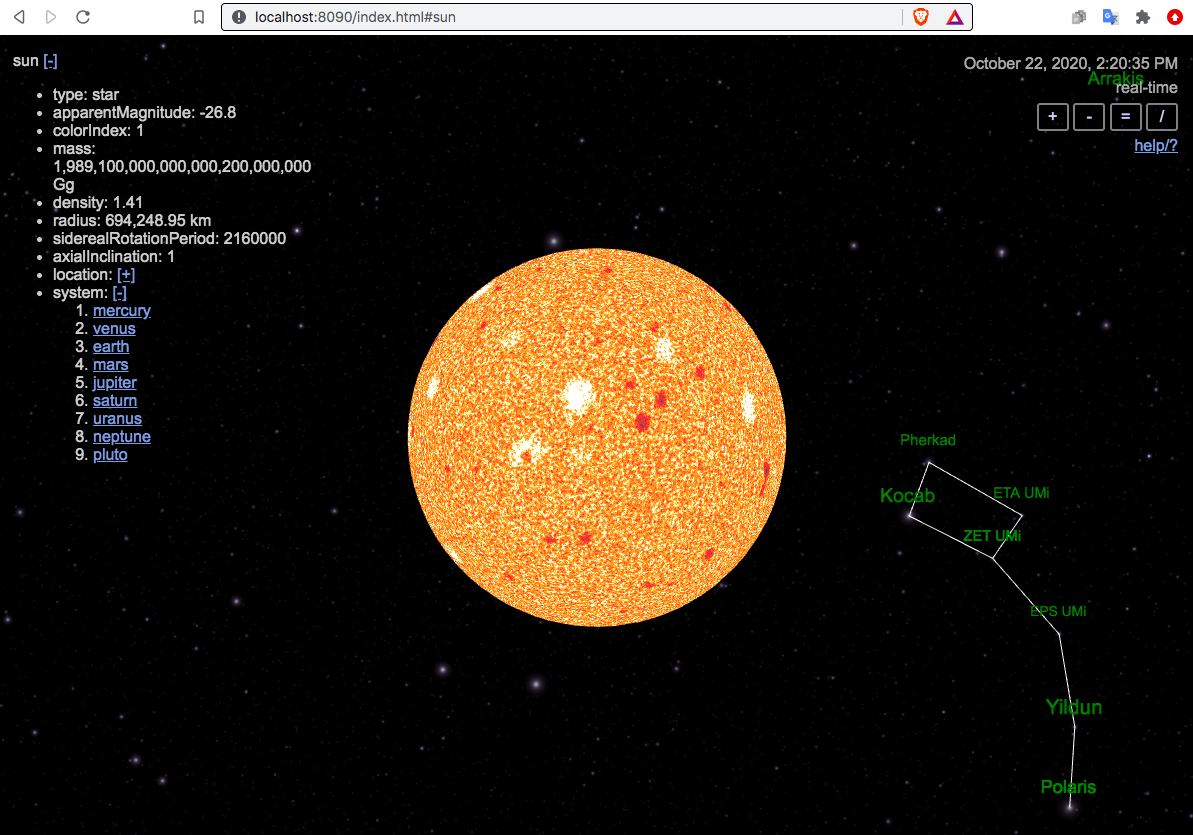 localhost:8090/index.html#sun
sun [-]
October 22, 2020, 2:20:35 PM
Arrakis
real-time
+ - = /
help/?
• type: star
• apparentMagnitude: -26.8
• colorIndex: 1
• mass:
1,989,100,000,000,000,200,000,000
Gg
• density: 1.41
• radius: 694,248.95 km
• siderealRotationPeriod: 2160000
• axialInclination: 1
• location: [+]
• system: [-]
1. mercury
2. venus
3. earth
4. mars
5. jupiter
6. saturn
7. uranus
8. neptune
9. pluto
Pherkad
Kocab
ETA UMi
ZET UMi
EPS UMi
Yildun
Polaris